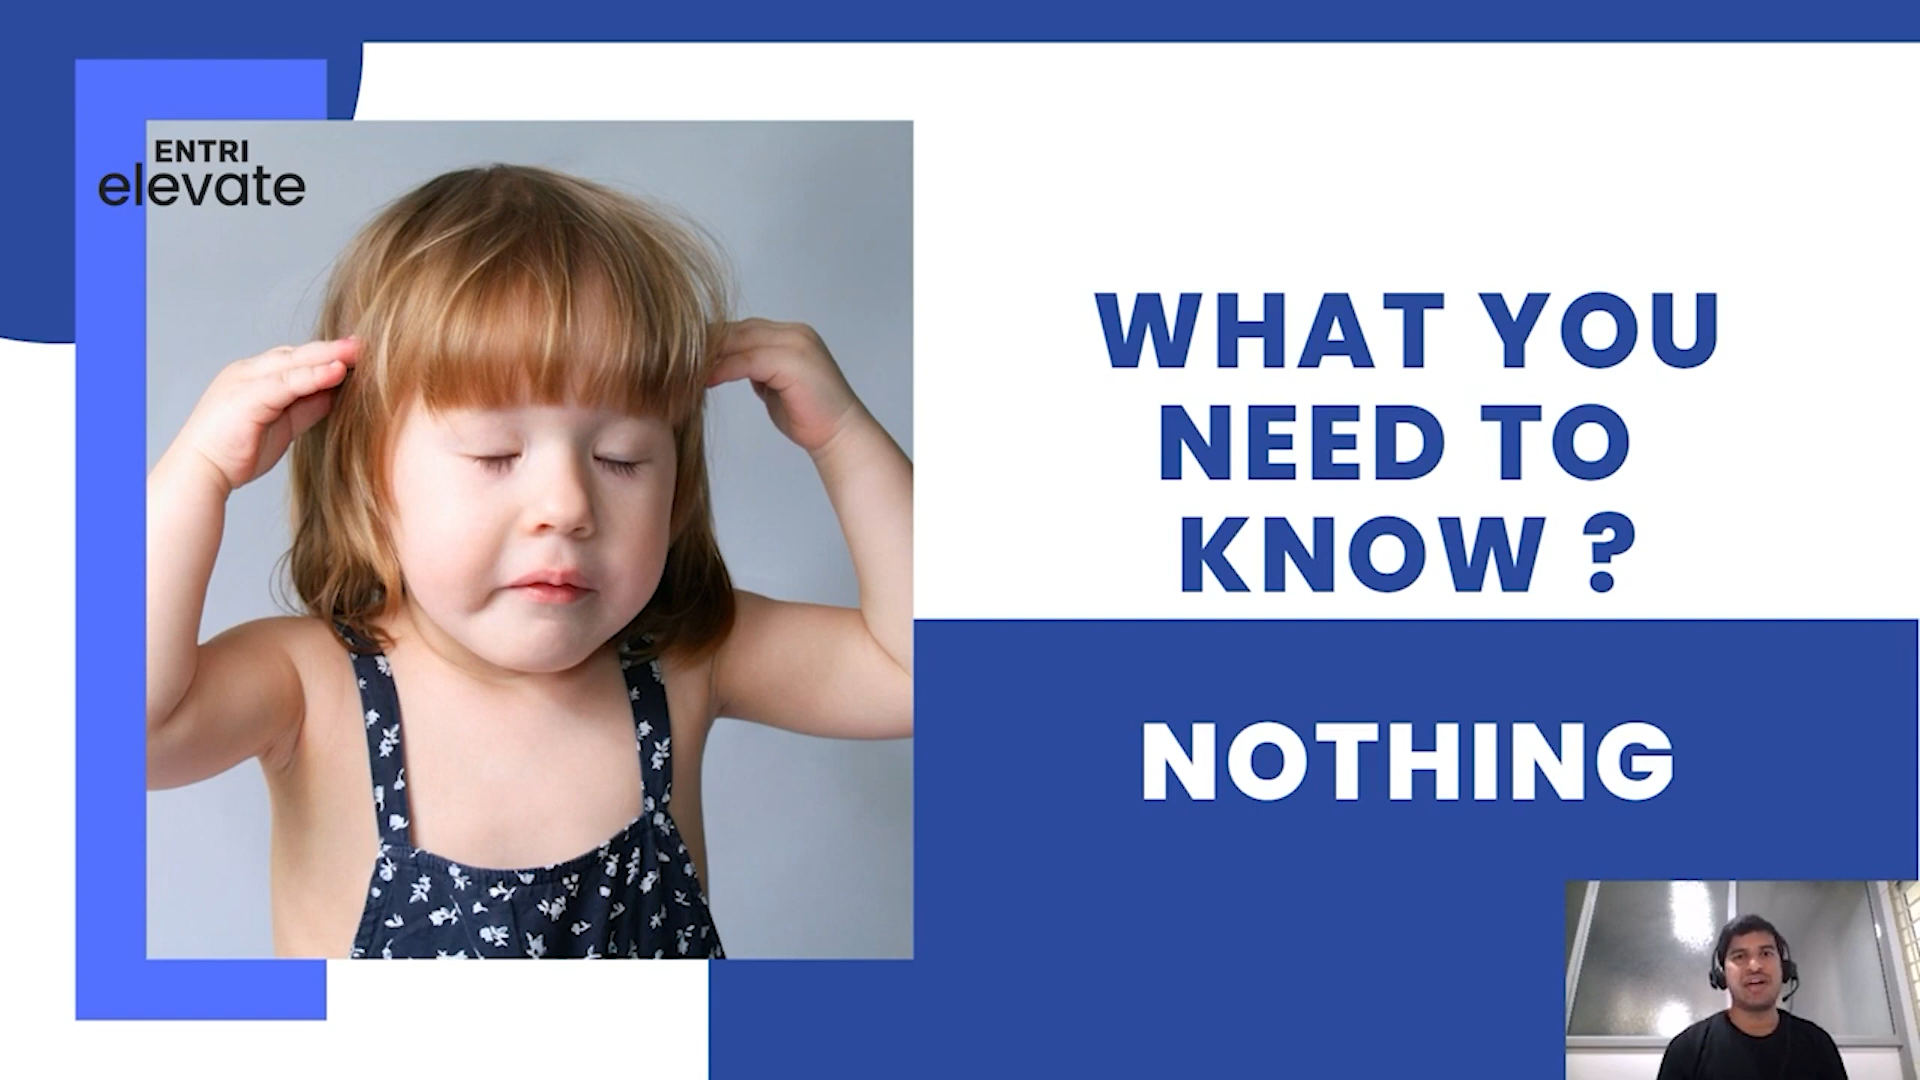 ENTRI
elevate
WHAT YOU
NEED TO
KNOW ?
NOTHING